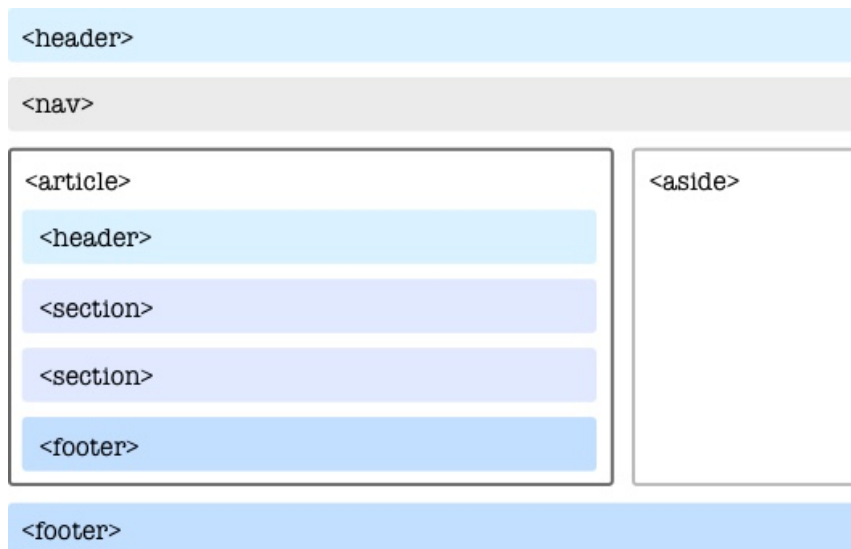 <header>
<nav>
<article>
<header>
<section>
<section>
<footer>
<aside>
<footer>